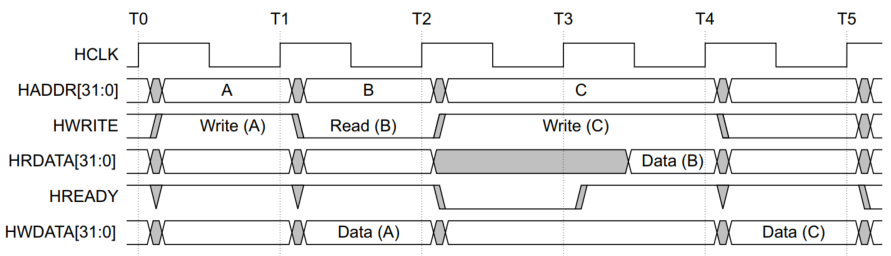 T0 T1 T2 T3 T4 T5
HCLK
HADDR[31:0] A B C
HWRITE Write (A) Read (B) Write (C)
HRDATA[31:0] Data (B)
HREADY
HWDATA[31:0] Data (A) Data (C)